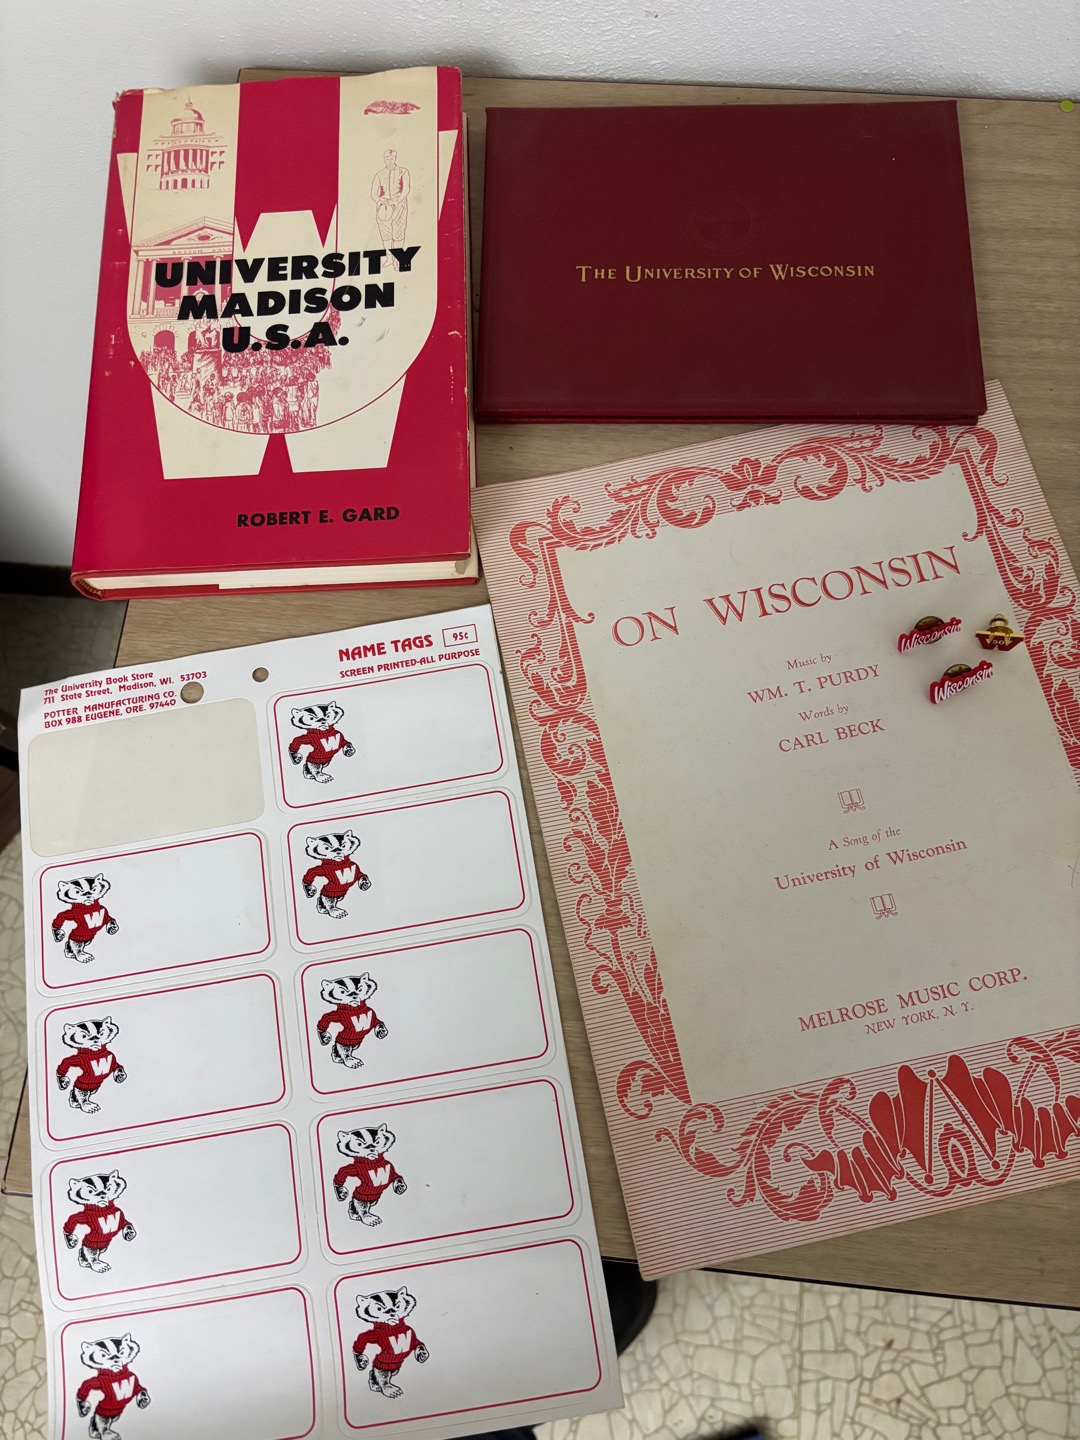 UNIVERSITY
MADISON
U.S.A.
ROBERT E. GARD
THE UNIVERSITY OF WISCONSIN
ON WISCONSIN
Music by
WM. T. PURDY
Words by
CARL BECK
A Song of the
University of Wisconsin
MELROSE MUSIC CORP.
NEW YORK, N. Y.
Wisconsin
50
Wisconsin
The University Book Store
711 State Street, Madison, WI. 53703
POTTER MANUFACTURING CO.
BOX 988 EUGENE, ORE. 97440
NAME TAGS 95¢
SCREEN PRINTED-ALL PURPOSE
W
W
W
W
W
W
W
W
W